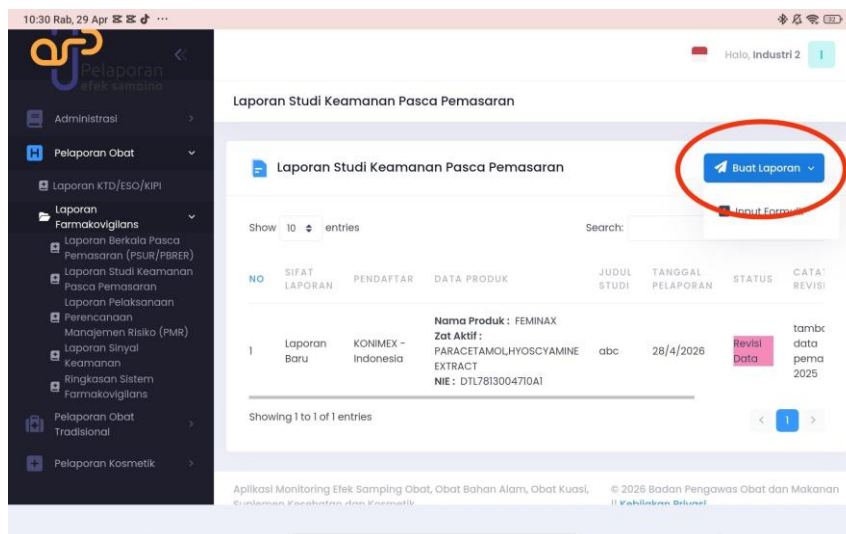 10:30 Rab, 29 Apr
32
Pelaporan
efek samping
Halo, Industri 2
I
Administrasi
Laporan Studi Keamanan Pasca Pemasaran
Pelaporan Obat
Laporan KTD/ESO/KIPI
Laporan
Farmakovigilans
Laporan Berkala Pasca
Pemasaran (PSUR/PBRER)
Laporan Studi Keamanan
Pasca Pemasaran
Laporan Pelaksanaan
Perencanaan
Manajemen Risiko (PMR)
Laporan Sinyal
Keamanan
Ringkasan Sistem
Farmakovigilans
Pelaporan Obat
Tradisional
Pelaporan Kosmetik
Laporan Studi Keamanan Pasca Pemasaran
Buat Laporan
Input Formulir
Show 10 entries
Search:
NO
SIFAT
LAPORAN
PENDAFTAR
DATA PRODUK
JUDUL
STUDI
TANGGAL
PELAPORAN
STATUS
CATAT
REVISI
1
Laporan
Baru
KONIMEX -
Indonesia
Nama Produk : FEMINAX
Zat Aktif :
PARACETAMOL,HYOSCYAMINE
EXTRACT
NIE : DTL7813004710A1
abc
28/4/2026
Revisi
Data
data
pema
2025
Showing 1 to 1 of 1 entries
1
Aplikasi Monitoring Efek Samping Obat, Obat Bahan Alam, Obat Kuasi,
Suplemen Kesehatan dan Kosmetik
© 2026 Badan Pengawas Obat dan Makanan
|| Kebijakan Privasi